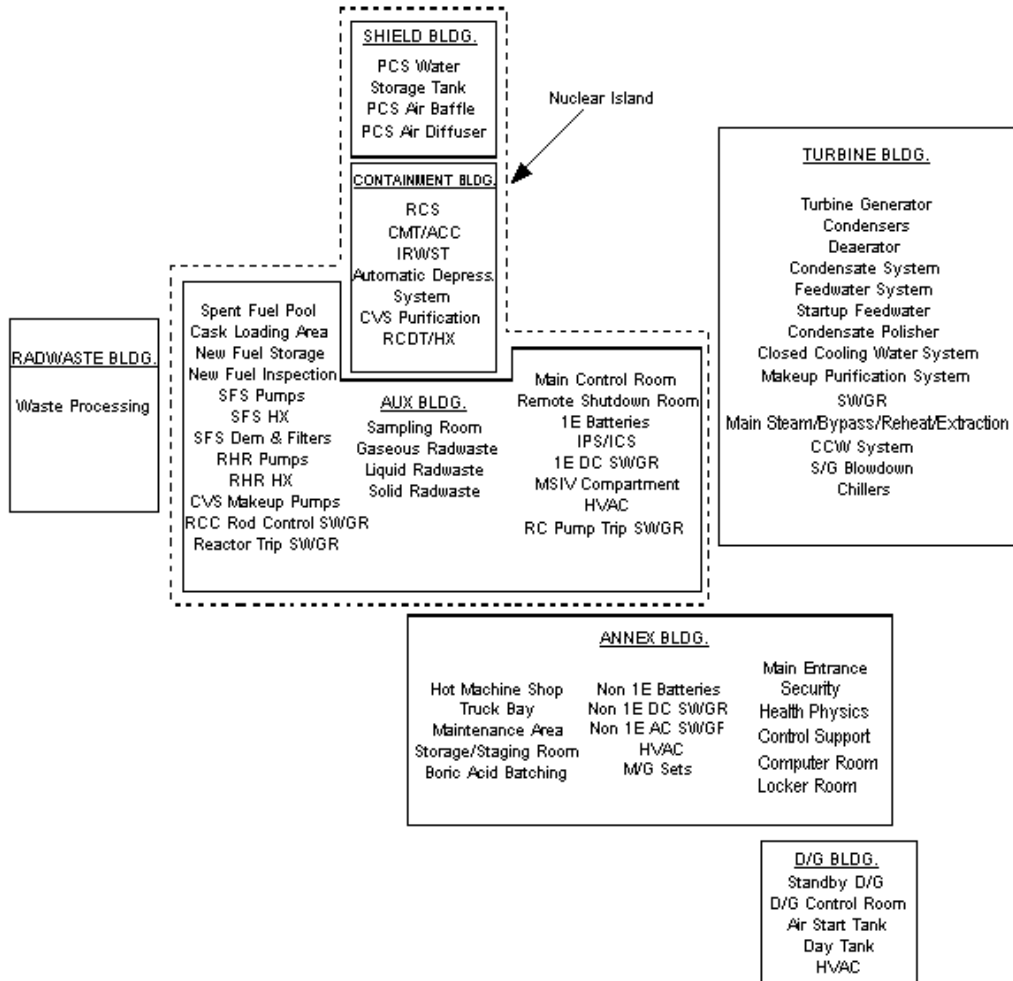 SHIELD BLDG.
PCS Water
Storage Tank
PCS Air Baffle
PCS Air Diffuser
Nuclear Island
CONTAINMENT BLDG.
RCS
CMT/ACC
IRWST
Automatic Depress.
System
CVS Purification
RCDT/HX
TURBINE BLDG.
Turbine Generator
Condensers
Deaerator
Condensate System
Feedwater System
Startup Feedwater
Condensate Polisher
Closed Cooling Water System
Makeup Purification System
SWGR
Main Steam/Bypass/Reheat/Extraction
CCW System
S/G Blowdown
Chillers
RADWASTE BLDG.
Waste Processing
Spent Fuel Pool
Cask Loading Area
New Fuel Storage
New Fuel Inspection
SFS Pumps
SFS HX
SFS Dem & Filters
RHR Pumps
RHR HX
CVS Makeup Pumps
RCC Rod Control SWGR
Reactor Trip SWGR
AUX BLDG.
Sampling Room
Gaseous Radwaste
Liquid Radwaste
Solid Radwaste
Main Control Room
Remote Shutdown Room
1E Batteries
IPS/ICS
1E DC SWGR
MSIV Compartment
HVAC
RC Pump Trip SWGR
ANNEX BLDG.
Hot Machine Shop
Truck Bay
Maintenance Area
Storage/Staging Room
Boric Acid Batching
Non 1E Batteries
Non 1E DC SWGR
Non 1E AC SWGF
HVAC
M/G Sets
Main Entrance
Security
Health Physics
Control Support
Computer Room
Locker Room
D/G BLDG.
Standby D/G
D/G Control Room
Air Start Tank
Day Tank
HVAC